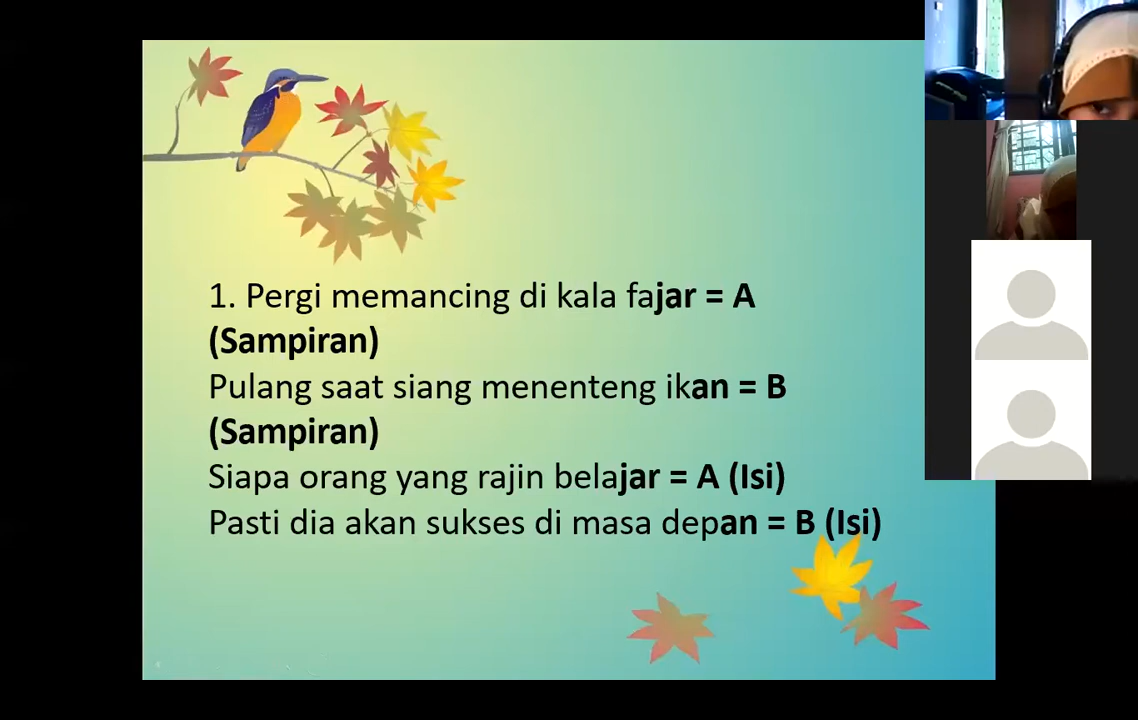 1. Pergi memancing di kala fajar = A
(Sampiran)
Pulang saat siang menenteng ikan = B
(Sampiran)
Siapa orang yang rajin belajar = A (Isi)
Pasti dia akan sukses di masa depan = B (Isi)